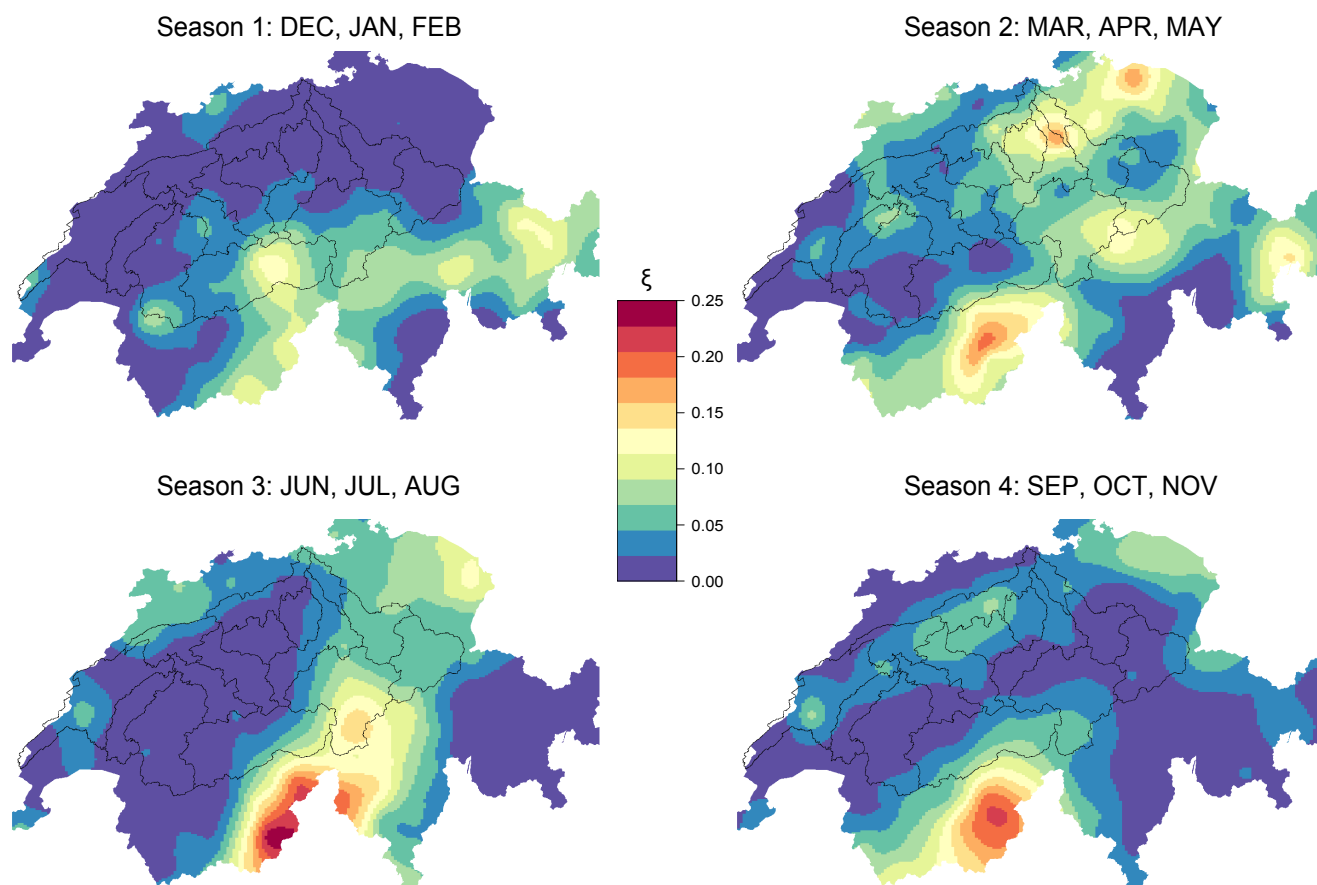 Season 1: DEC, JAN, FEB
Season 2: MAR, APR, MAY
ξ
0.25
0.20
0.15
0.10
0.05
0.00
Season 3: JUN, JUL, AUG
Season 4: SEP, OCT, NOV